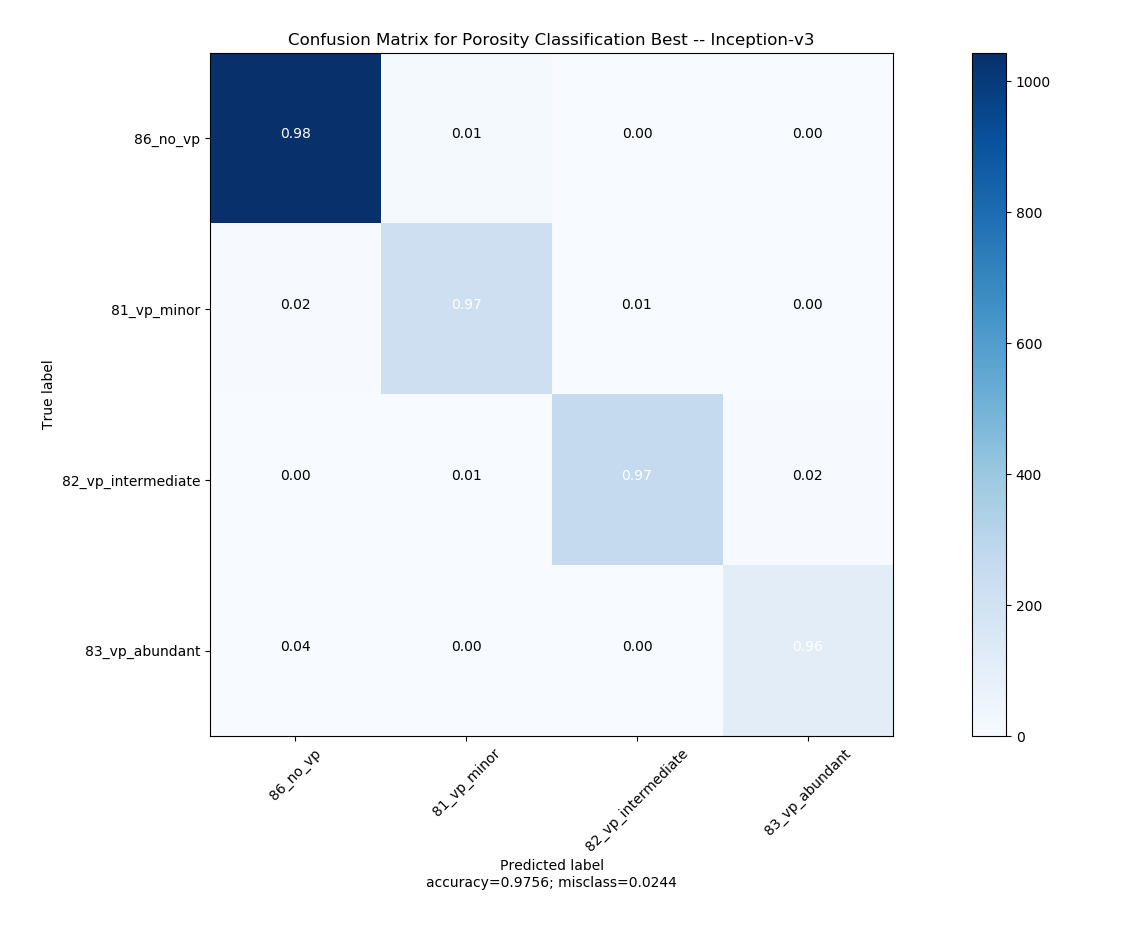 Confusion Matrix for Porosity Classification Best -- Inception-v3
86_no_vp
0.98
0.01
0.00
0.00
81_vp_minor
0.02
0.97
0.01
0.00
82_vp_intermediate
0.00
0.01
0.97
0.02
83_vp_abundant
0.04
0.00
0.00
0.96
True label
86_no_vp
81_vp_minor
82_vp_intermediate
83_vp_abundant
Predicted label
accuracy=0.9756; misclass=0.0244
1000
800
600
400
200
0